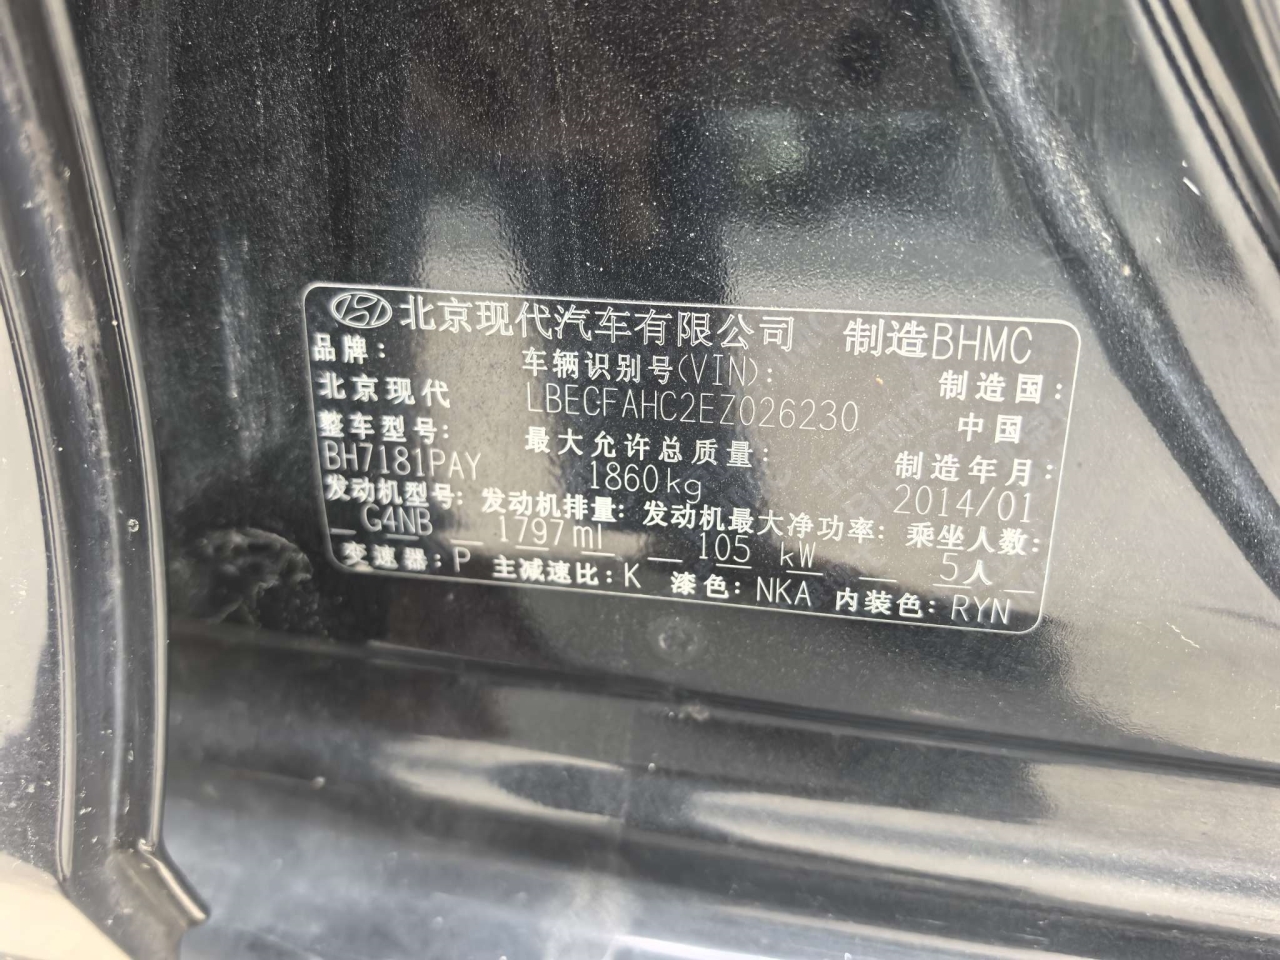 北京现代汽车有限公司 制造BHMC
品牌: 车辆识别号(VIN): 制造国:
北京现代 LBECFAHC2EZ026230 中国
整车型号: 最大允许总质量: 制造年月:
BH7181PAY 1860kg 2014/01
发动机型号: 发动机排量: 发动机最大净功率: 乘坐人数:
G4NB 1797ml 105 kW 5人
变速器: P 主减速比: K 漆色: NKA 内装色: RYN